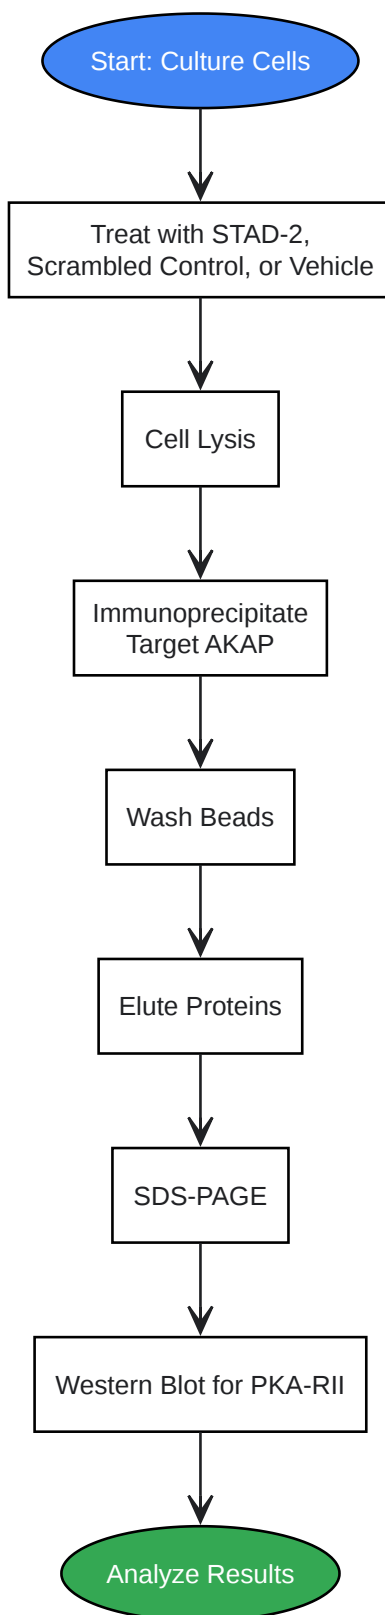 Start: Culture Cells
Treat with STAD-2,
Scrambled Control, or Vehicle
Cell Lysis
Immunoprecipitate
Target AKAP
Wash Beads
Elute Proteins
SDS-PAGE
Western Blot for PKA-RII
Analyze Results